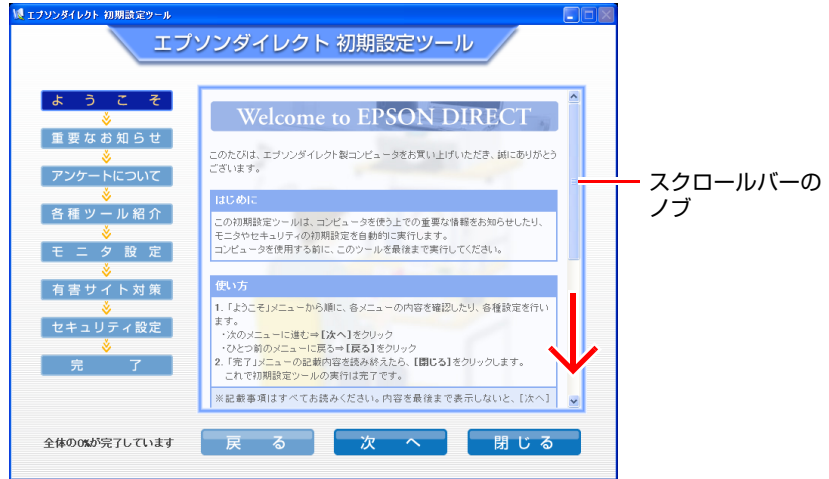 エプソンダイレクト 初期設定ツール
エプソンダイレクト 初期設定ツール
ようこそ
重要なお知らせ
アンケートについて
各種ツール紹介
モニタ設定
有害サイト対策
セキュリティ設定
完了
Welcome to EPSON DIRECT
このたびは、エプソンダイレクト製コンピュータをお買い上げいただき、誠にありがとう
ございます。
はじめに
この初期設定ツールは、コンピュータを使う上での重要な情報をお知らせしたり、
モニタやセキュリティの初期設定を自動的に実行します。
コンピュータを使用する前に、このツールを最後まで実行してください。
使い方
1. 「ようこそ」メニューから順に、各メニューの内容を確認したり、各種設定を行い
ます。
・次のメニューに進む⇒[次へ]をクリック
・ひとつ前のメニューに戻る⇒[戻る]をクリック
2. 「完了」メニューの記載内容を読み終えたら、[閉じる]をクリックします。
これで初期設定ツールの実行は完了です。
※記載事項はすべてお読みください。内容を最後まで表示しないと、[次へ]
スクロールバーの
ノブ
全体の0%が完了しています
戻る
次へ
閉じる